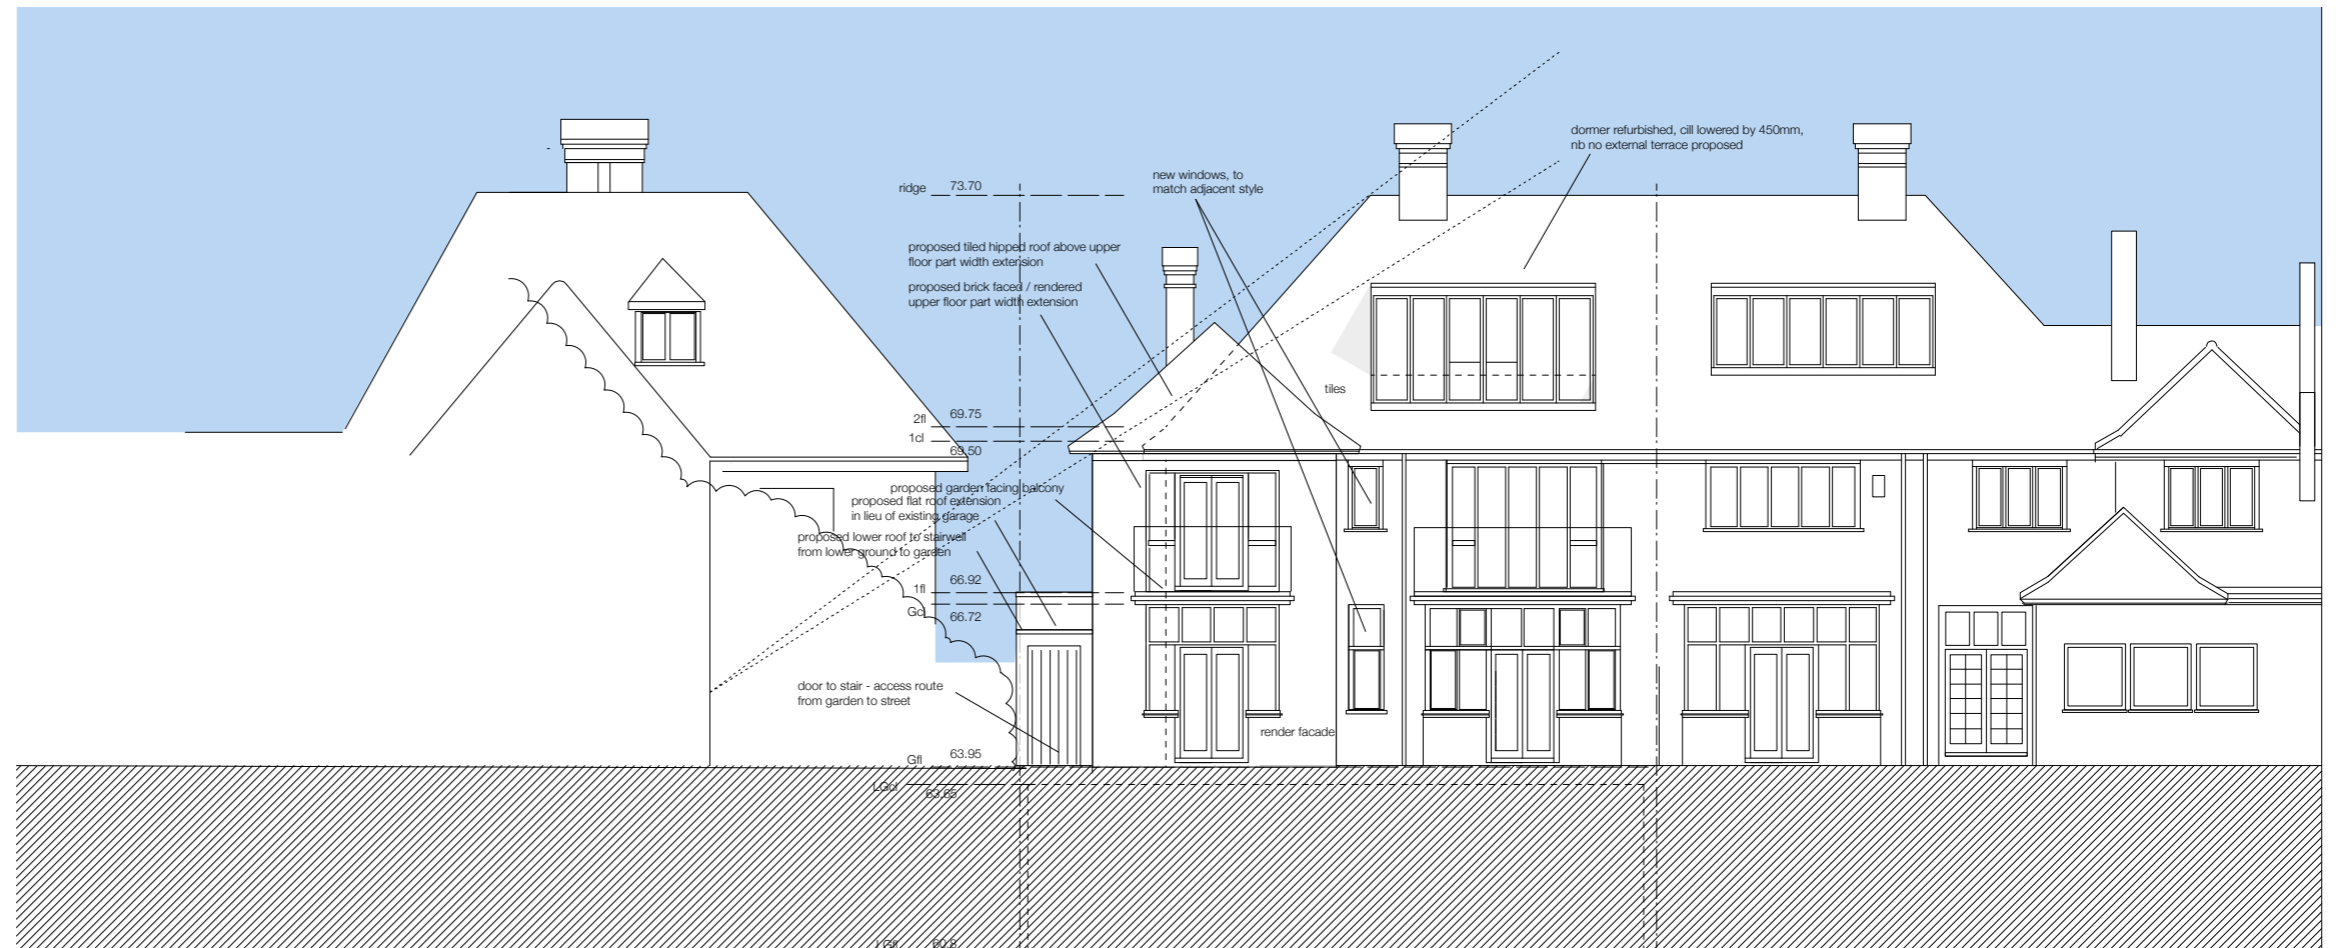 dormer refurbished, cill lowered by 450mm,
nb no external terrace proposed
new windows, to
match adjacent style
ridge 73.70
proposed tiled hipped roof above upper
floor part width extension
proposed brick faced / rendered
upper floor part width extension
tiles
2fl 69.75
1cl
69.50
proposed garden facing balcony
proposed flat roof extension
in lieu of existing garage
proposed lower roof to stairwell
from lower ground to garden
1fl 66.92
Gcl 66.72
door to stair - access route
from garden to street
render facade
Gfl 63.95
LGcl 63.65
LGfl 60.8